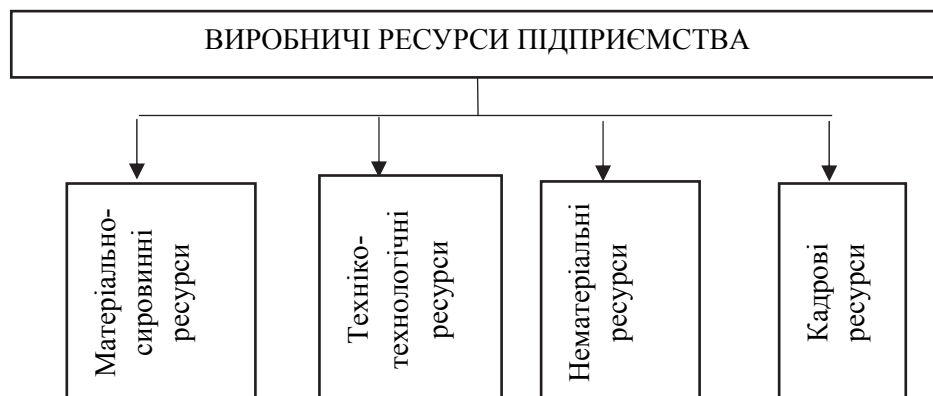 ВИРОБНИЧІ РЕСУРСИ ПІДПРИЄМСТВА
Матеріально-
сировинні
ресурси
Техніко-
технологічні
ресурси
Нематеріальні
ресурси
Кадрові
ресурси